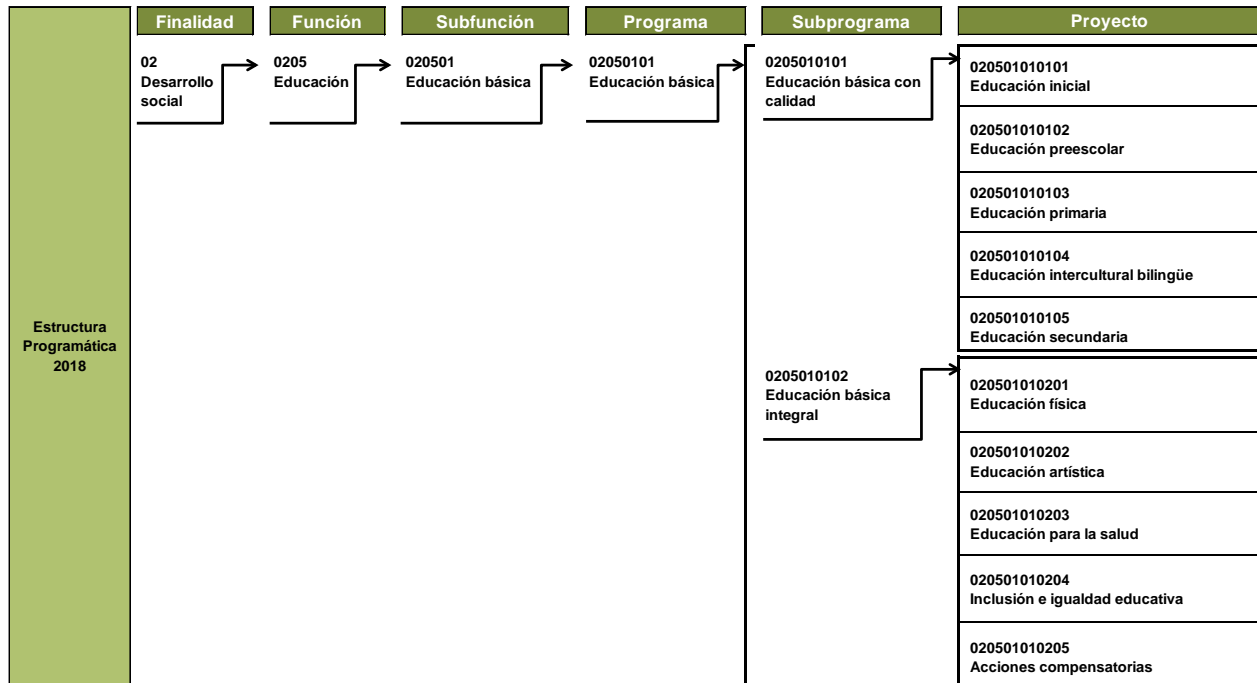 Finalidad
Función
Subfunción
Programa
Subprograma
Proyecto
Estructura
Programática
2018
02
Desarrollo
social
0205
Educación
020501
Educación básica
02050101
Educación básica
0205010101
Educación básica con
calidad
020501010101
Educación inicial
020501010102
Educación preescolar
020501010103
Educación primaria
020501010104
Educación intercultural bilingüe
020501010105
Educación secundaria
0205010102
Educación básica
integral
020501010201
Educación física
020501010202
Educación artística
020501010203
Educación para la salud
020501010204
Inclusión e igualdad educativa
020501010205
Acciones compensatorias